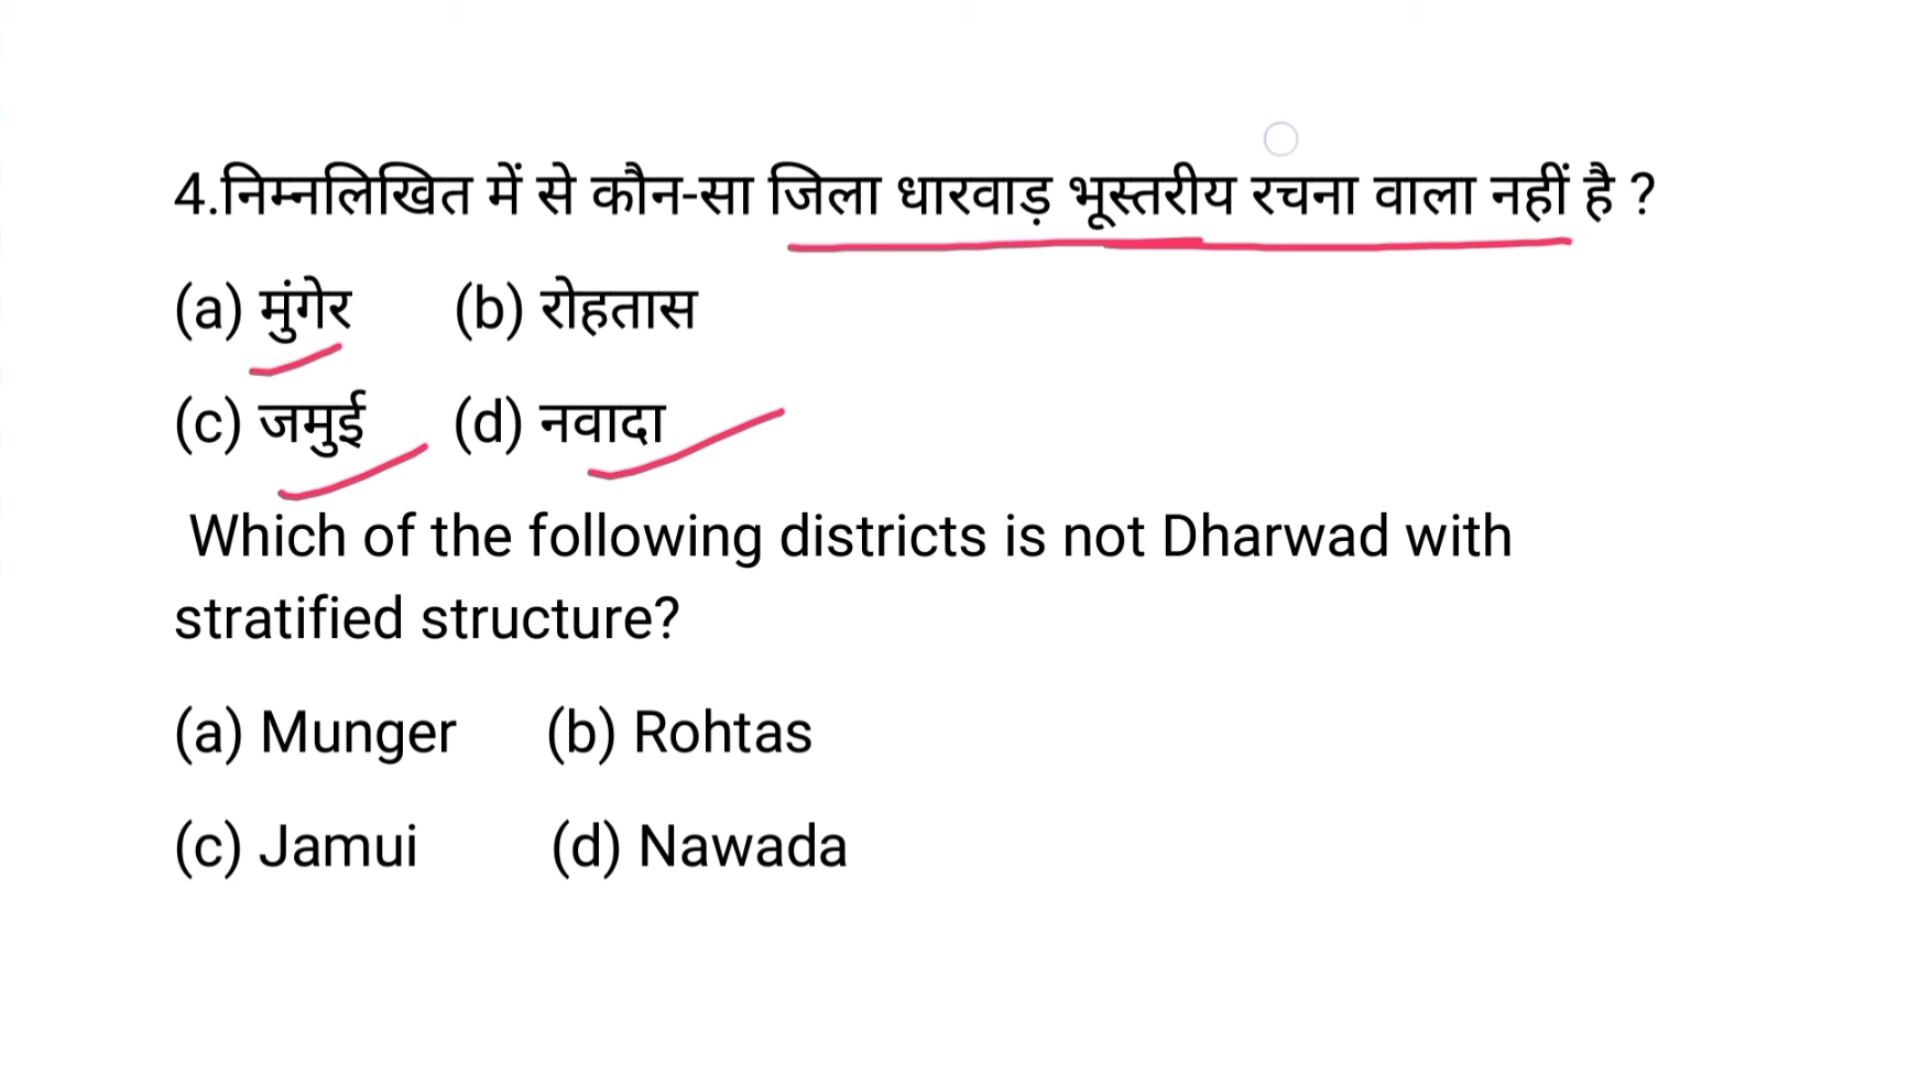 4.निम्नलिखित में से कौन-सा जिला धारवाड़ भूस्तरीय रचना वाला नहीं है ?
(a) मुंगेर (b) रोहतास
(c) जमुई (d) नवादा
Which of the following districts is not Dharwad with
stratified structure?
(a) Munger (b) Rohtas
(c) Jamui (d) Nawada